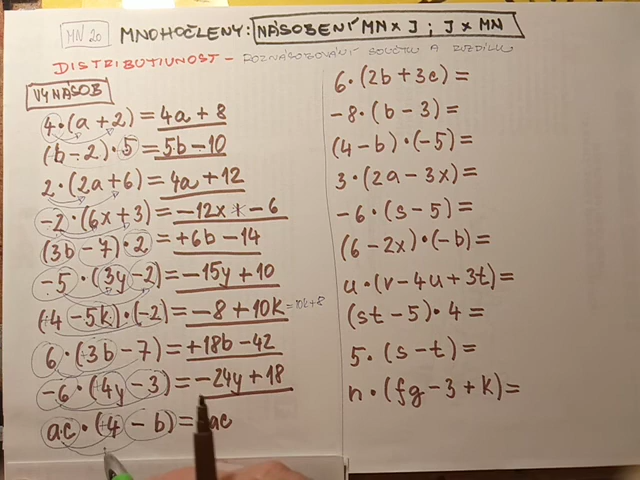 MN 20 MNOHOČLENY: NÁSOBENÍ MN x J ; J x MN
DISTRIBUTIVNOST - ROZNÁSOBOVÁNÍ SOUČTU A ROZDÍLU
VYNÁSOB
4·(a+2)=4a+8
(b-2)·5=5b-10
2·(2a+6)=4a+12
-2·(6x+3)=-12x-6
(3b-7)·2=+6b-14
-5·(3y-2)=-15y+10
(+4-5k)·(-2)=-8+10k=10k+8
6·(+3b-7)=+18b-42
-6·(+4y-3)=-24y+18
ac·(+4-b)= ac
6·(2b+3c)=
-8·(b-3)=
(4-b)·(-5)=
3·(2a-3x)=
-6·(s-5)=
(6-2x)·(-b)=
u·(v-4u+3t)=
(st-5)·4=
5·(s-t)=
n·(fg-3+k)=